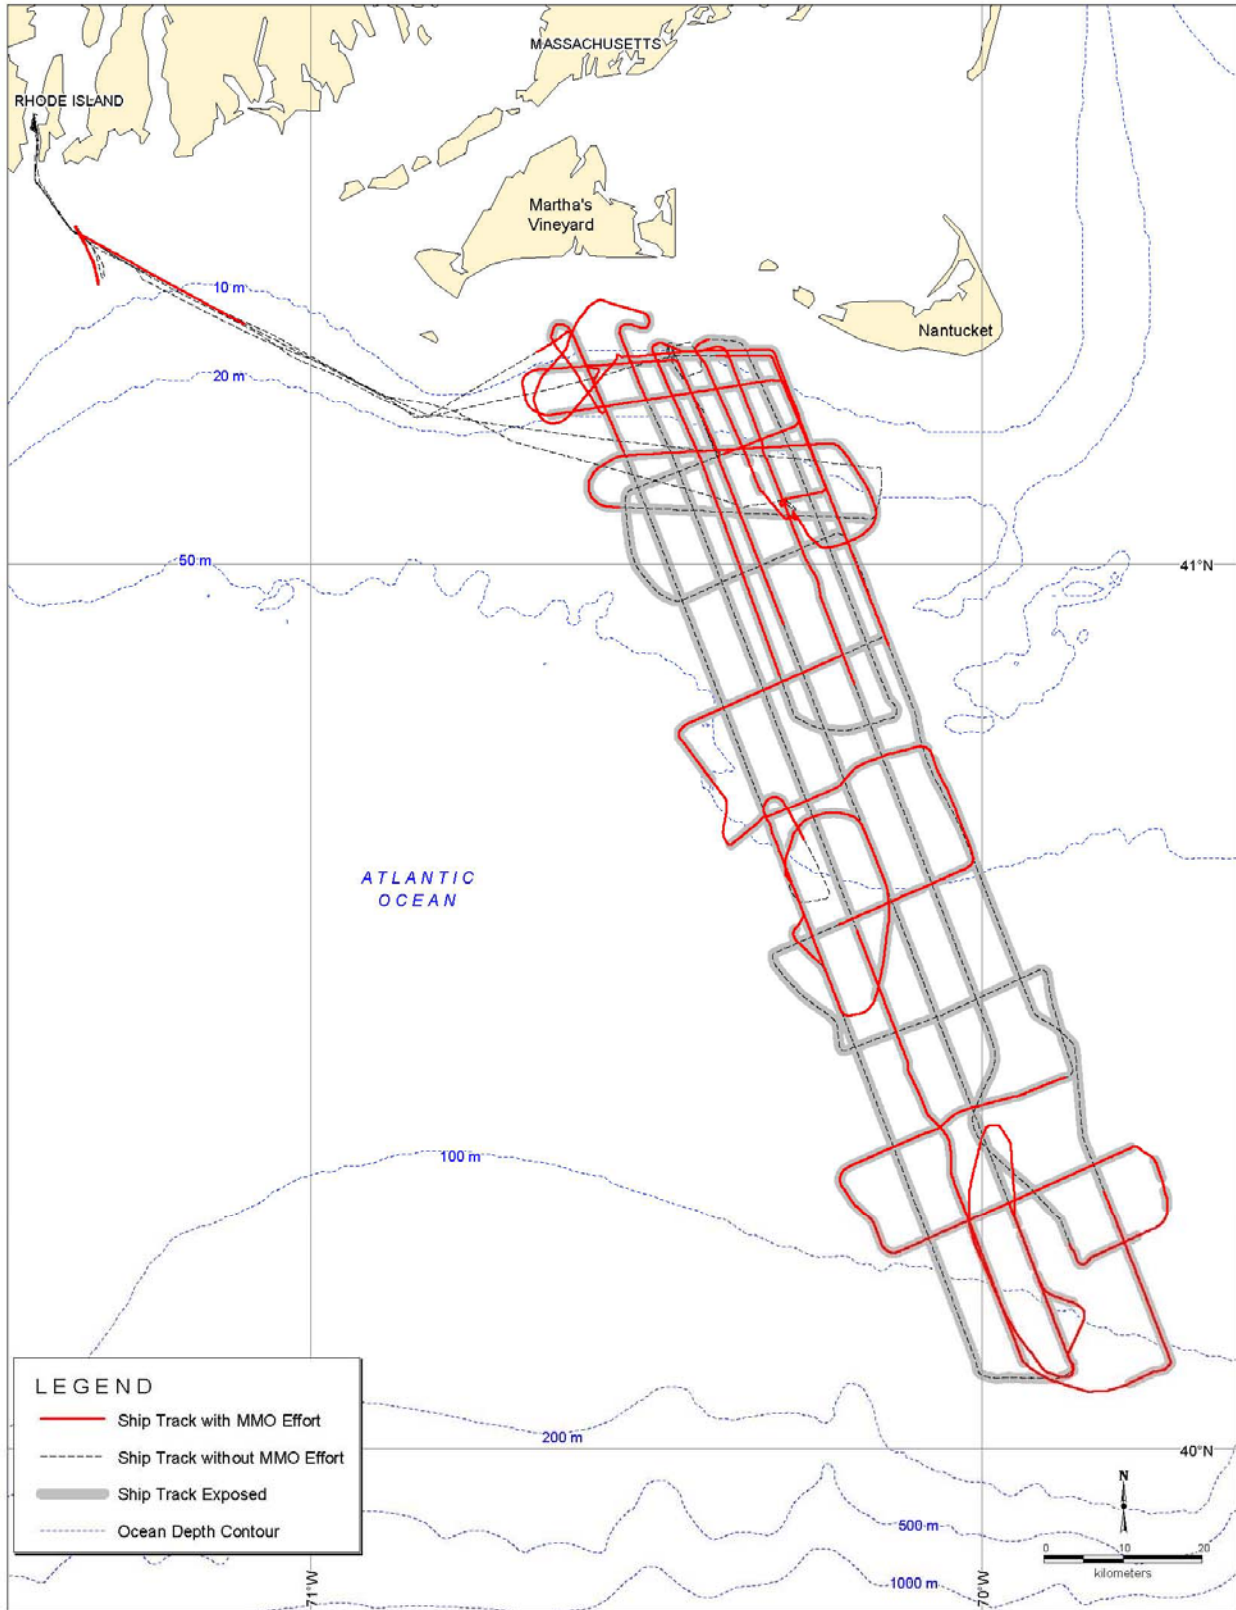 MASSACHUSETTS
RHODE ISLAND
Martha's
Vineyard
Nantucket
10 m
20 m
50 m
41°N
ATLANTIC
OCEAN
100 m
LEGEND
Ship Track with MMO Effort
Ship Track without MMO Effort
Ship Track Exposed
Ocean Depth Contour
200 m
40°N
N
500 m
0 10 20
kilometers
1000 m
71°W
70°W